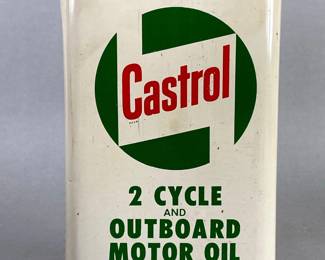 Castrol
2 CYCLE
AND
OUTBOARD
MOTOR OIL